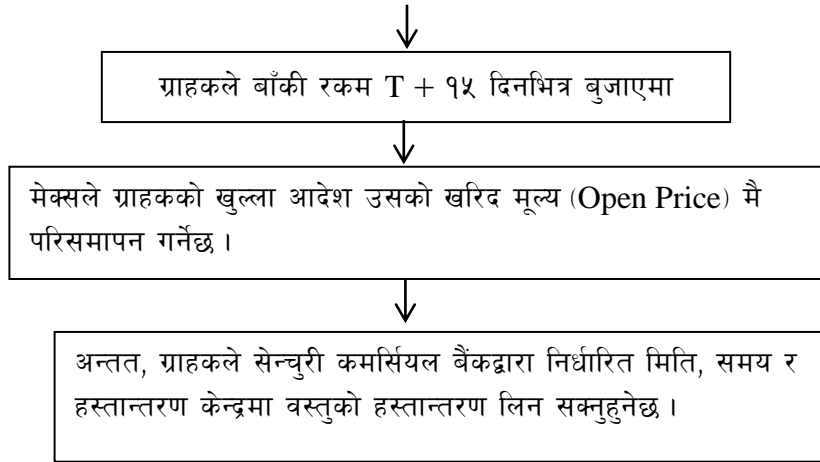 ग्राहकले बाँकी रकम T + १५ दिनभित्र बुजाएमा
मेक्सले ग्राहकको खुल्ला आदेश उसको खरिद मूल्य (Open Price) मै
परिसमापन गर्नेछ ।
अन्तत, ग्राहकले सेन्चुरी कमर्सियल बैंकद्वारा निर्धारित मिति, समय र
हस्तान्तरण केन्द्रमा वस्तुको हस्तान्तरण लिन सक्नुहुनेछ ।